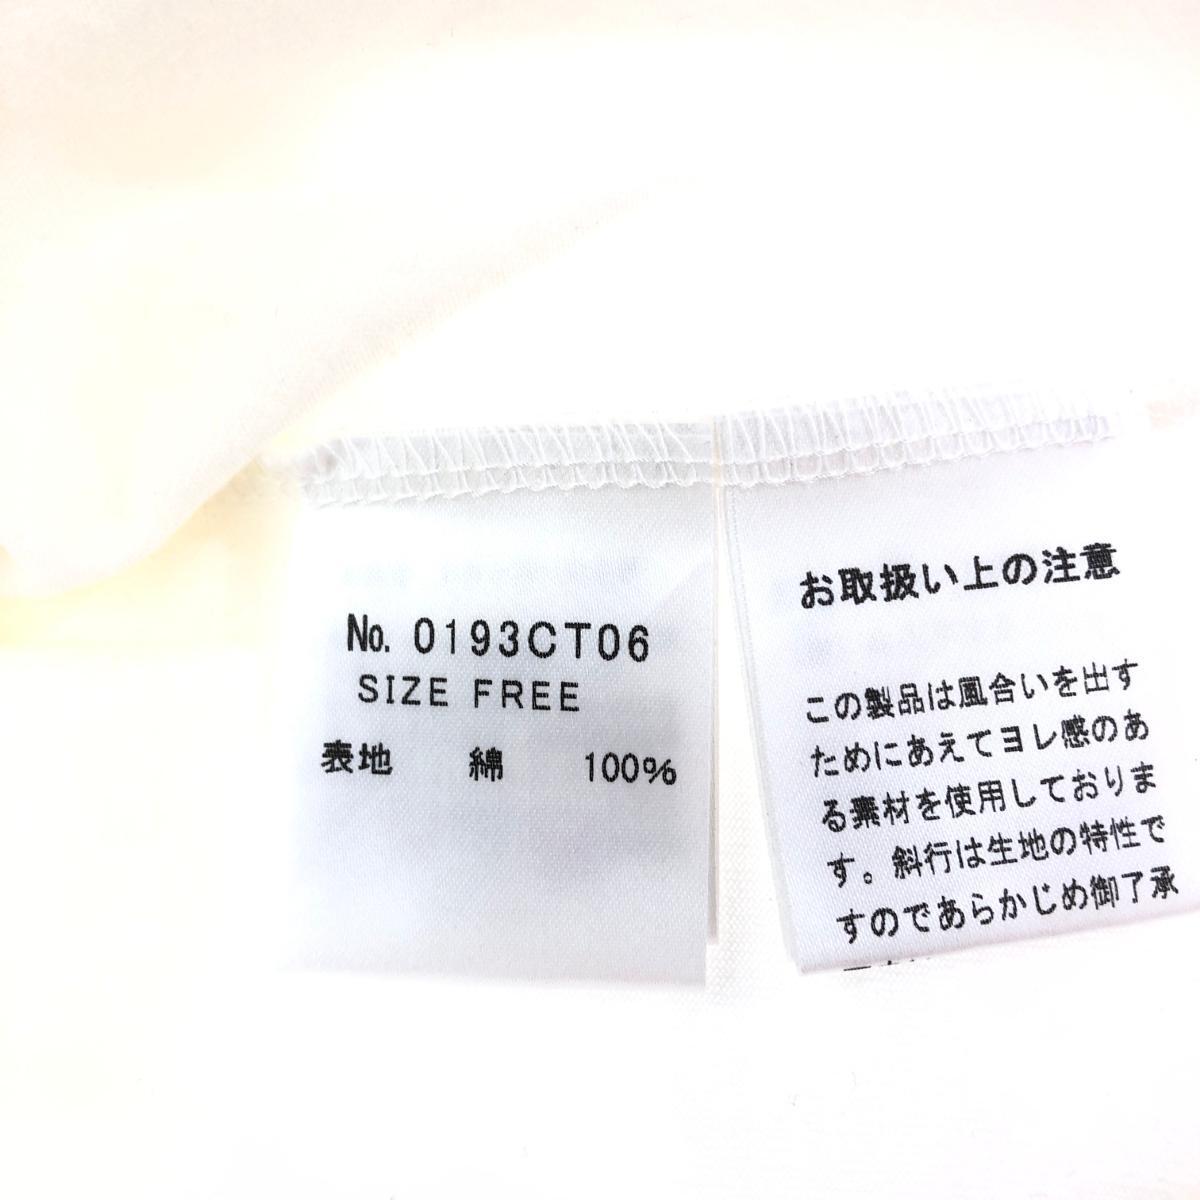 No. 0193CT06
SIZE FREE
表地 綿 100%
お取扱い上の注意
この製品は風合いを出す
ためにあえてヨレ感のあ
る素材を使用しておりま
す。斜行は生地の特性で
すのであらかじめ御了承